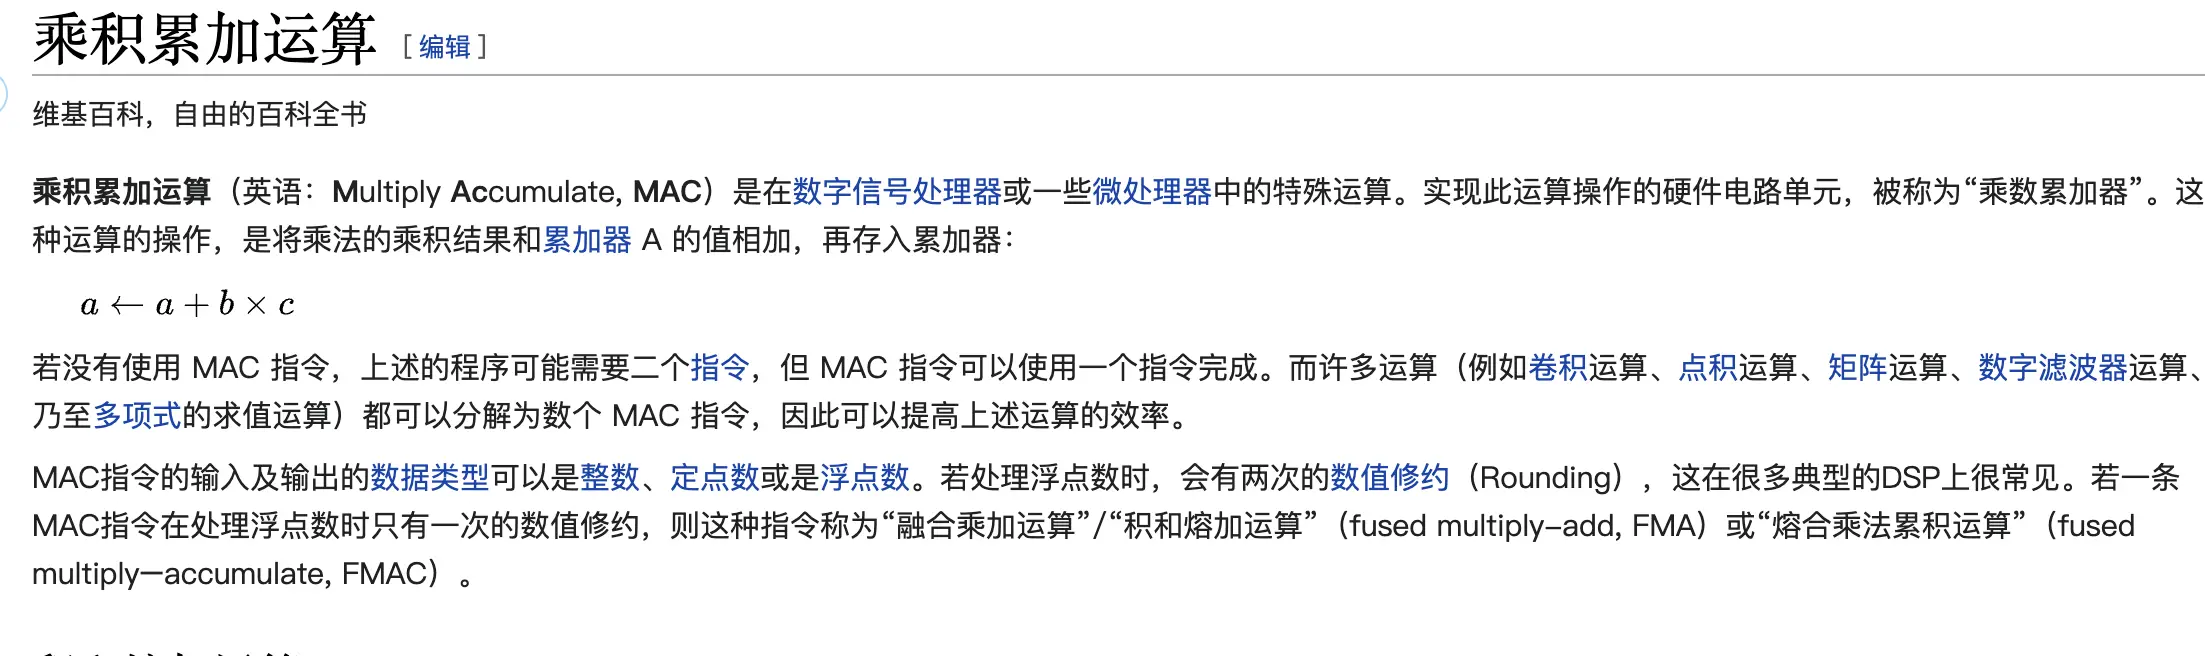 乘积累加运算 [编辑]
维基百科，自由的百科全书
乘积累加运算（英语：Multiply Accumulate, MAC）是在数字信号处理器或一些微处理器中的特殊运算。实现此运算操作的硬件电路单元，被称为“乘数累加器”。这
种运算的操作，是将乘法的乘积结果和累加器 A 的值相加，再存入累加器：
a ← a + b × c
若没有使用 MAC 指令，上述的程序可能需要二个指令，但 MAC 指令可以使用一个指令完成。而许多运算（例如卷积运算、点积运算、矩阵运算、数字滤波器运算、
乃至多项式的求值运算）都可以分解为数个 MAC 指令，因此可以提高上述运算的效率。
MAC指令的输入及输出的数据类型可以是整数、定点数或是浮点数。若处理浮点数时，会有两次的数值修约（Rounding），这在很多典型的DSP上很常见。若一条
MAC指令在处理浮点数时只有一次的数值修约，则这种指令称为“融合乘加运算”/“积和熔加运算”（fused multiply–add, FMA）或“熔合乘法累积运算”（fused
multiply—accumulate, FMAC）。